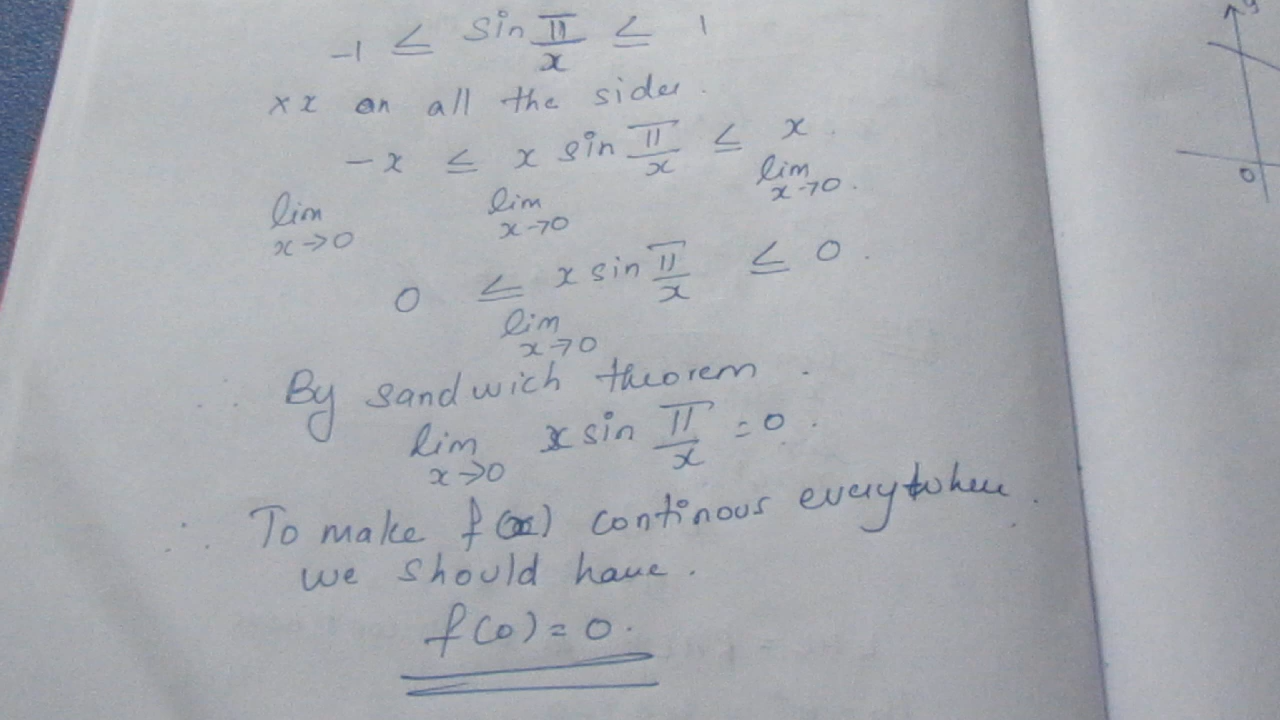 -1 ≤ sin π/x ≤ 1
×x on all the sides.
-x ≤ x sin π/x ≤ x.
lim x→0 lim x→0 lim x→0.
0 ≤ x sin π/x ≤ 0.
lim x→0
∴ By sandwich theorem.
lim x→0 x sin π/x = 0.
∴ To make f(x) continous everywhere.
we should have.
f(0) = 0.
y
0